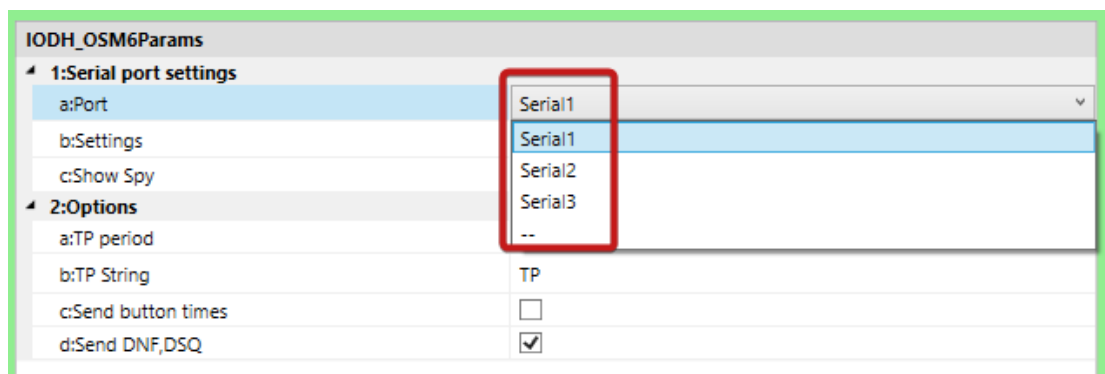 IODH_OSM6Params
1:Serial port settings
a:Port Serial1
b:Settings Serial1
c:Show Spy Serial2
2:Options Serial3
a:TP period --
b:TP String TP
c:Send button times
d:Send DNF,DSQ